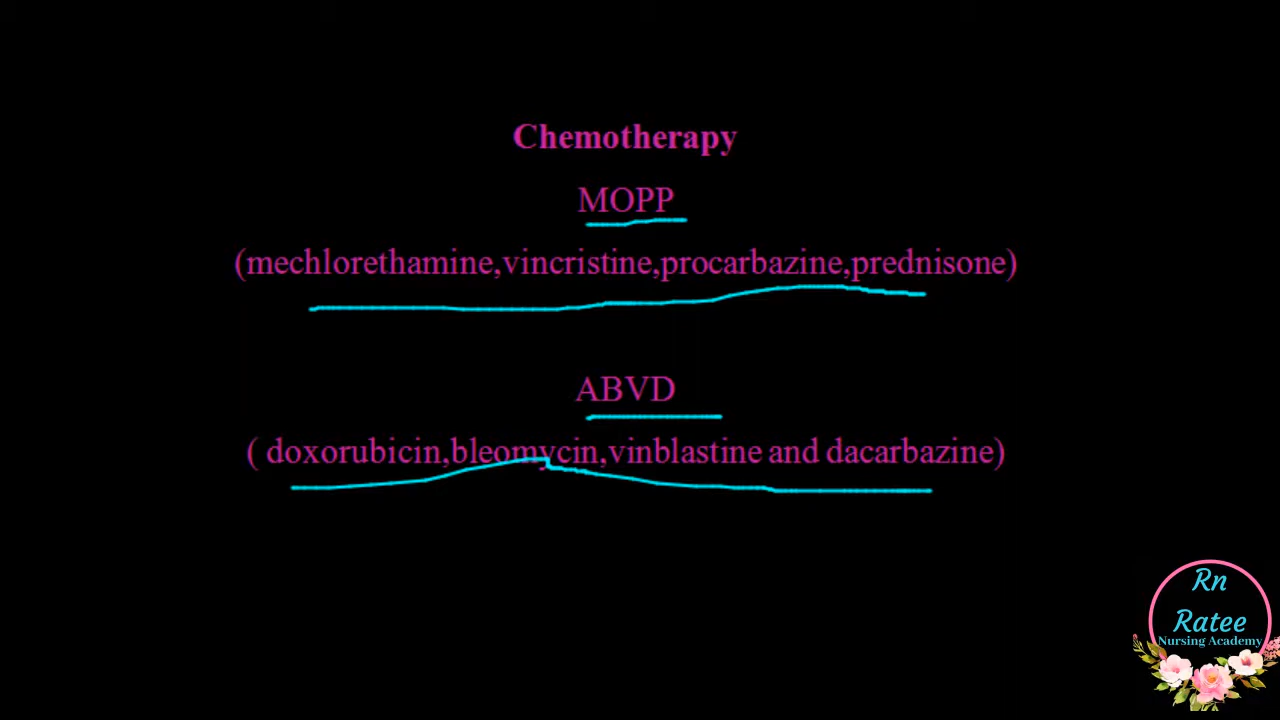 Chemotherapy
MOPP
(mechlorethamine,vincristine,procarbazine,prednisone)
ABVD
( doxorubicin,bleomycin,vinblastine and dacarbazine)
Rn
Ratee
Nursing Academy